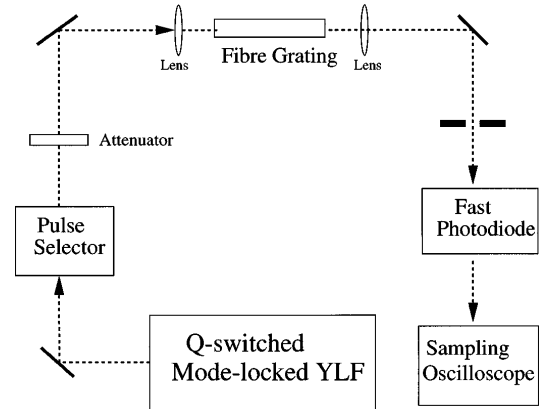 Lens
Fibre Grating
Lens
Attenuator
Pulse
Selector
Fast
Photodiode
Q-switched
Mode-locked YLF
Sampling
Oscilloscope